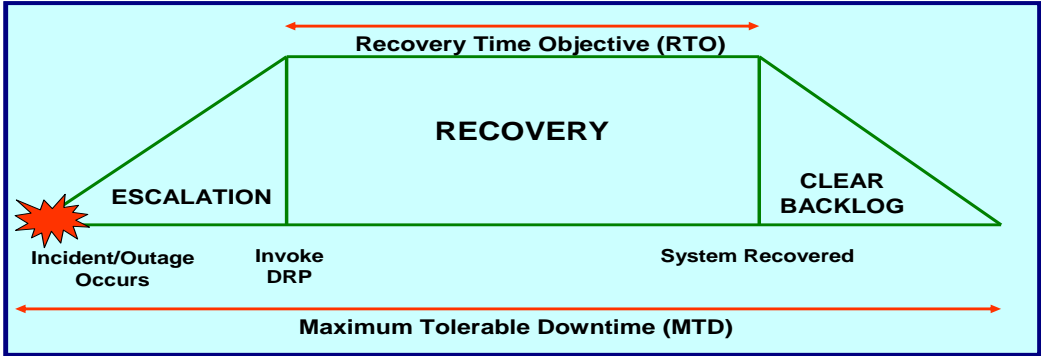 Recovery Time Objective (RTO)
RECOVERY
ESCALATION
CLEAR
BACKLOG
Incident/Outage
Occurs
Invoke
DRP
System Recovered
Maximum Tolerable Downtime (MTD)